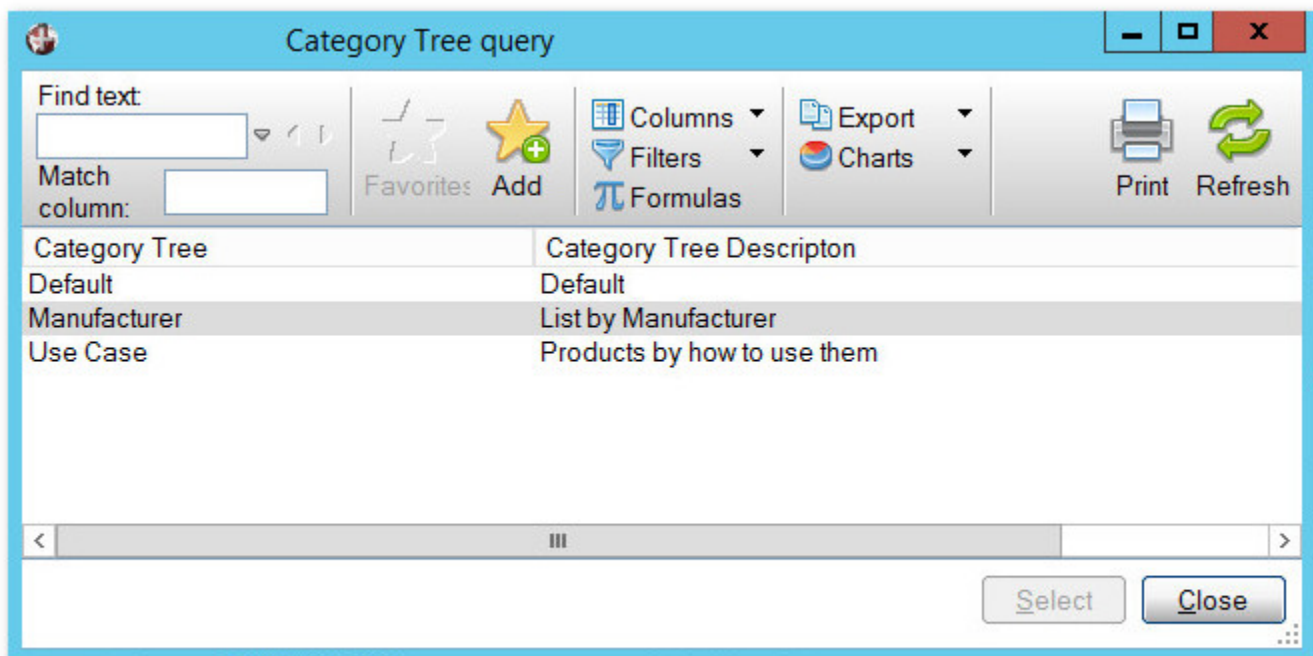 Category Tree query
Find text:
Match
column:
Favorites
Add
Columns
Filters
Formulas
Export
Charts
Print
Refresh
Category Tree Category Tree Descripton
Default Default
Manufacturer List by Manufacturer
Use Case Products by how to use them
Select
Close